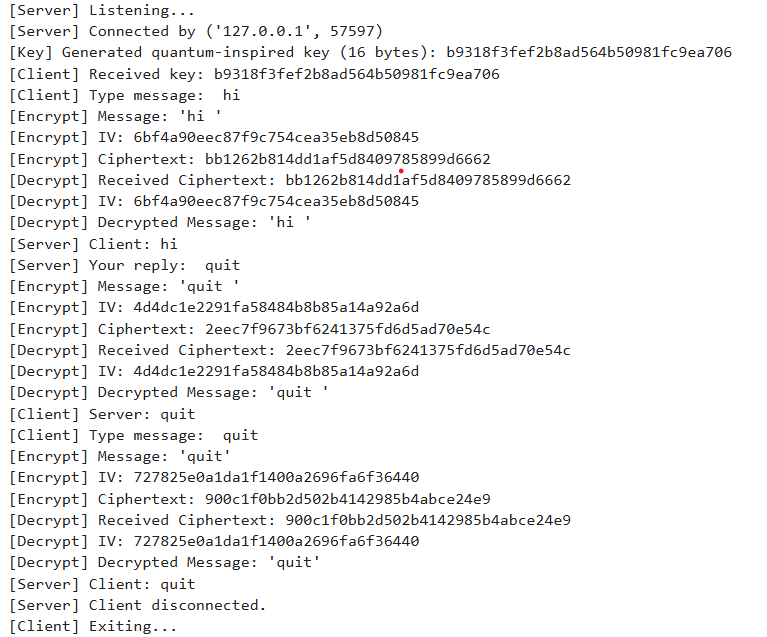 [Server] Listening...
[Server] Connected by ('127.0.0.1', 57597)
[Key] Generated quantum-inspired key (16 bytes): b9318f3fef2b8ad564b50981fc9ea706
[Client] Received key: b9318f3fef2b8ad564b50981fc9ea706
[Client] Type message:  hi
[Encrypt] Message: 'hi '
[Encrypt] IV: 6bf4a90eec87f9c754cea35eb8d50845
[Encrypt] Ciphertext: bb1262b814dd1af5d8409785899d6662
[Decrypt] Received Ciphertext: bb1262b814dd1af5d8409785899d6662
[Decrypt] IV: 6bf4a90eec87f9c754cea35eb8d50845
[Decrypt] Decrypted Message: 'hi '
[Server] Client: hi
[Server] Your reply:  quit
[Encrypt] Message: 'quit '
[Encrypt] IV: 4d4dc1e2291fa58484b8b85a14a92a6d
[Encrypt] Ciphertext: 2eec7f9673bf6241375fd6d5ad70e54c
[Decrypt] Received Ciphertext: 2eec7f9673bf6241375fd6d5ad70e54c
[Decrypt] IV: 4d4dc1e2291fa58484b8b85a14a92a6d
[Decrypt] Decrypted Message: 'quit '
[Client] Server: quit
[Client] Type message:  quit
[Encrypt] Message: 'quit'
[Encrypt] IV: 727825e0a1da1f1400a2696fa6f36440
[Encrypt] Ciphertext: 900c1f0bb2d502b4142985b4abce24e9
[Decrypt] Received Ciphertext: 900c1f0bb2d502b4142985b4abce24e9
[Decrypt] IV: 727825e0a1da1f1400a2696fa6f36440
[Decrypt] Decrypted Message: 'quit'
[Server] Client: quit
[Server] Client disconnected.
[Client] Exiting...